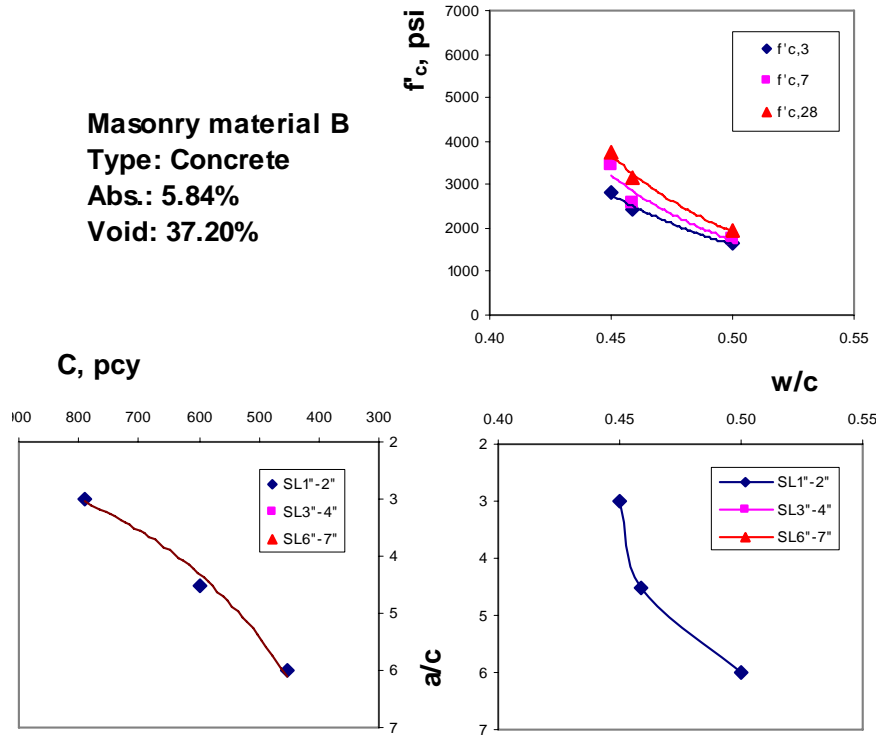 Masonry material B
Type: Concrete
Abs.: 5.84%
Void: 37.20%
f'c, psi
7000
6000
5000
4000
3000
2000
1000
0
0.40
0.45
0.50
0.55
f'c,3
f'c,7
f'c,28
w/c
C, pcy
900
800
700
600
500
400
300
2
3
4
5
6
7
SL1"-2"
SL3"-4"
SL6"-7"
a/c
0.40
0.45
0.50
0.55
2
3
4
5
6
7
SL1"-2"
SL3"-4"
SL6"-7"